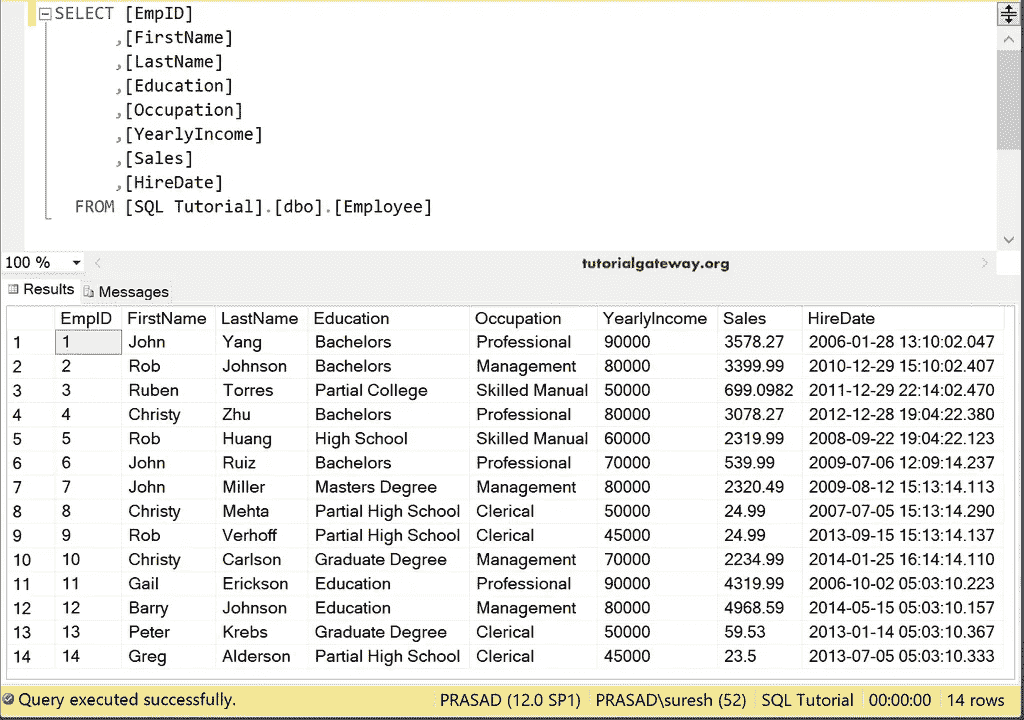 SELECT [EmpID]
,[FirstName]
,[LastName]
,[Education]
,[Occupation]
,[YearlyIncome]
,[Sales]
,[HireDate]
FROM [SQL Tutorial].[dbo].[Employee]
100 %
tutorialgateway.org
Results Messages
EmpID FirstName LastName Education Occupation YearlyIncome Sales HireDate
1 1 John Yang Bachelors Professional 90000 3578.27 2006-01-28 13:10:02.047
2 2 Rob Johnson Bachelors Management 80000 3399.99 2010-12-29 15:10:02.407
3 3 Ruben Torres Partial College Skilled Manual 50000 699.0982 2011-12-29 22:14:02.470
4 4 Christy Zhu Bachelors Professional 80000 3078.27 2012-12-28 19:04:22.380
5 5 Rob Huang High School Skilled Manual 60000 2319.99 2008-09-22 19:04:22.123
6 6 John Ruiz Bachelors Professional 70000 539.99 2009-07-06 12:09:14.237
7 7 John Miller Masters Degree Management 80000 2320.49 2009-08-12 15:13:14.113
8 8 Christy Mehta Partial High School Clerical 50000 24.99 2007-07-05 15:13:14.290
9 9 Rob Verhoff Partial High School Clerical 45000 24.99 2013-09-15 15:13:14.137
10 10 Christy Carlson Graduate Degree Management 70000 2234.99 2014-01-25 16:14:14.110
11 11 Gail Erickson Education Professional 90000 4319.99 2006-10-02 05:03:10.223
12 12 Barry Johnson Education Management 80000 4968.59 2014-05-15 05:03:10.157
13 13 Peter Krebs Graduate Degree Clerical 50000 59.53 2013-01-14 05:03:10.367
14 14 Greg Alderson Partial High School Clerical 45000 23.5 2013-07-05 05:03:10.333
Query executed successfully. PRASAD (12.0 SP1) PRASAD\suresh (52) SQL Tutorial 00:00:00 14 rows